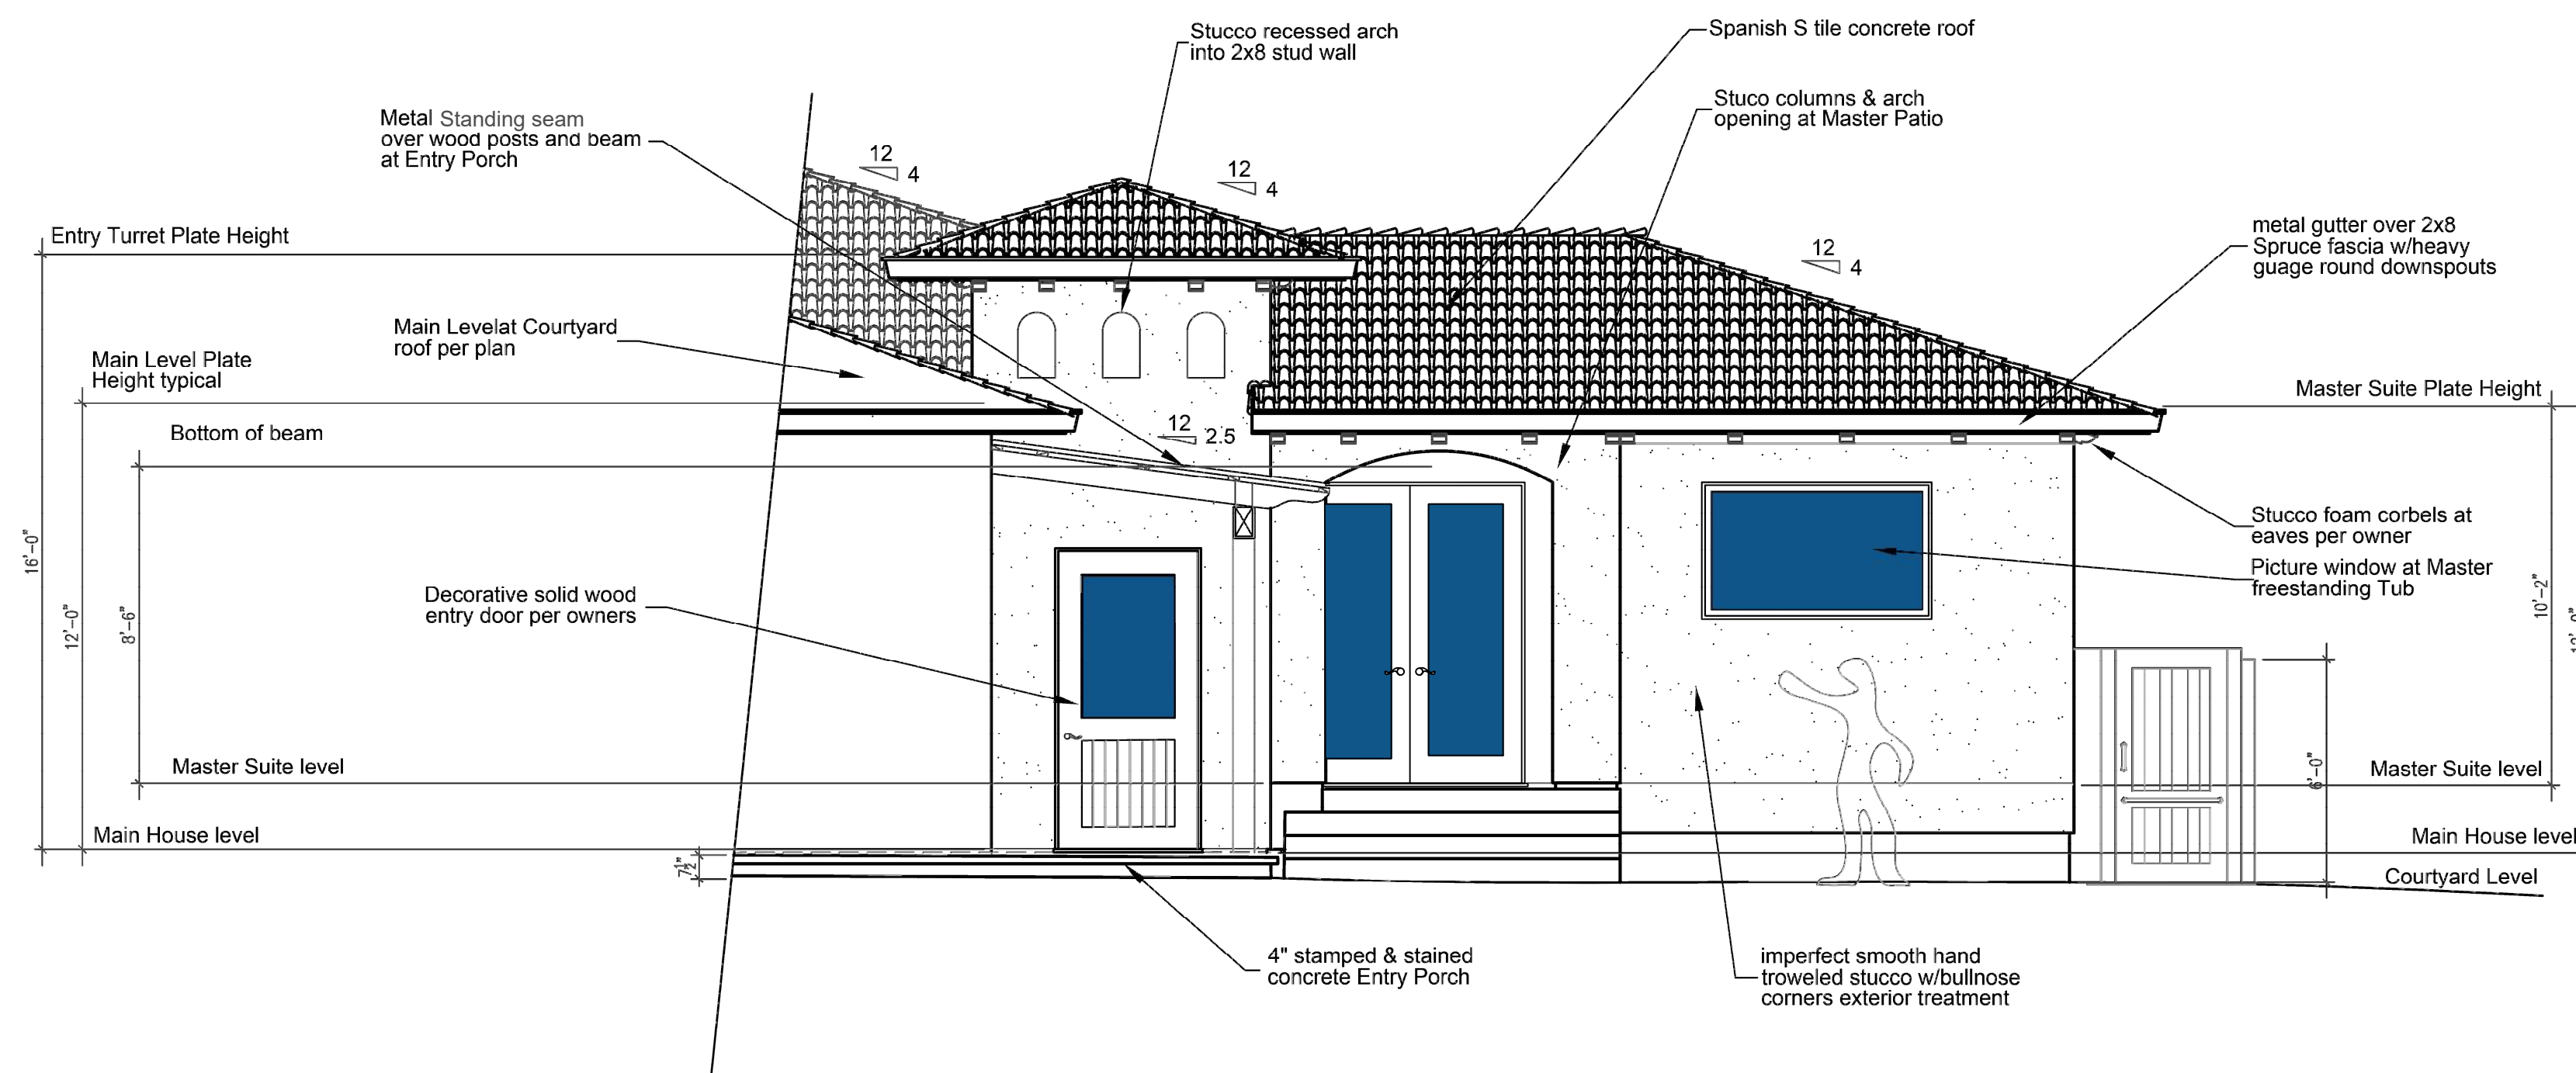 Stucco recessed arch
into 2x8 stud wall
Spanish S tile concrete roof
Stuco columns & arch
opening at Master Patio
Metal Standing seam
over wood posts and beam
at Entry Porch
12
4
12
4
12
4
metal gutter over 2x8
Spruce fascia w/heavy
guage round downspouts
Entry Turret Plate Height
Main Levelat Courtyard
roof per plan
Main Level Plate
Height typical
Master Suite Plate Height
Bottom of beam
12
2.5
Stucco foam corbels at
eaves per owner
Picture window at Master
freestanding Tub
16'-0"
12'-0"
8'-6"
10'-2"
Decorative solid wood
entry door per owners
6'-0"
Master Suite level
Master Suite level
Main House level
Main House level
7½"
Courtyard Level
4" stamped & stained
concrete Entry Porch
imperfect smooth hand
troweled stucco w/bullnose
corners exterior treatment